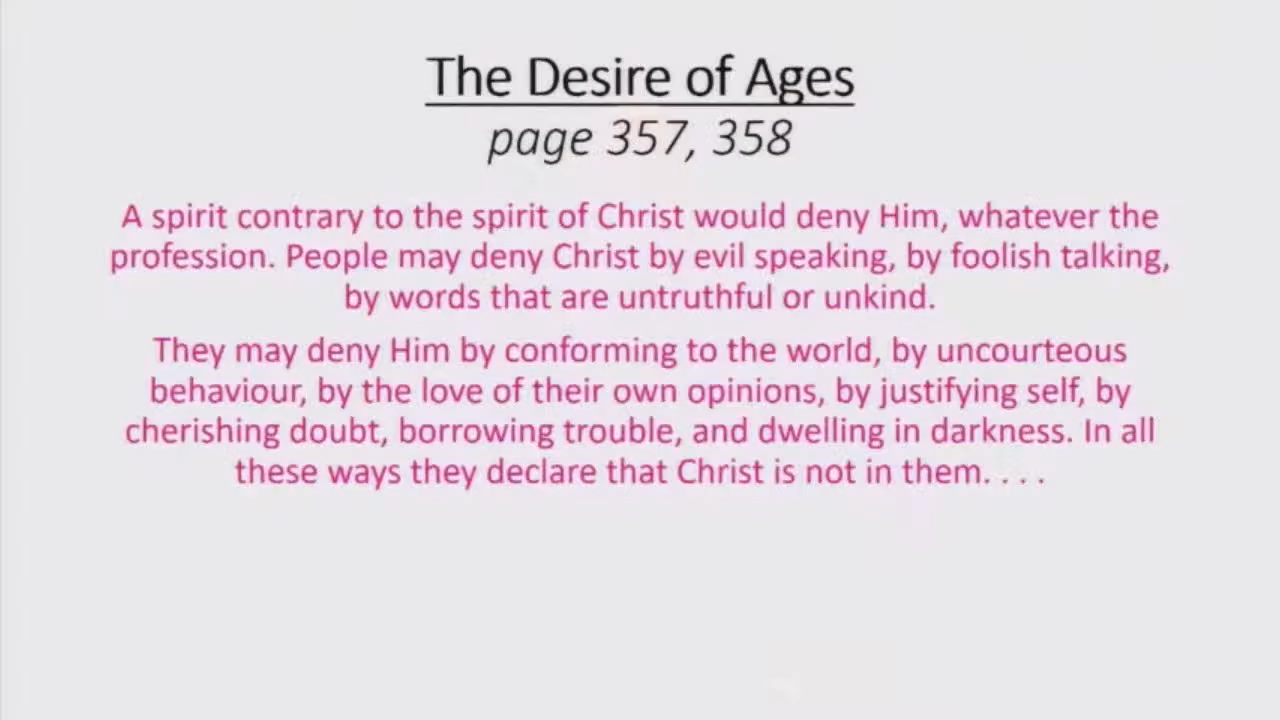 The Desire of Ages
page 357, 358
A spirit contrary to the spirit of Christ would deny Him, whatever the
profession. People may deny Christ by evil speaking, by foolish talking,
by words that are untruthful or unkind.
They may deny Him by conforming to the world, by uncourteous
behaviour, by the love of their own opinions, by justifying self, by
cherishing doubt, borrowing trouble, and dwelling in darkness. In all
these ways they declare that Christ is not in them. . . .